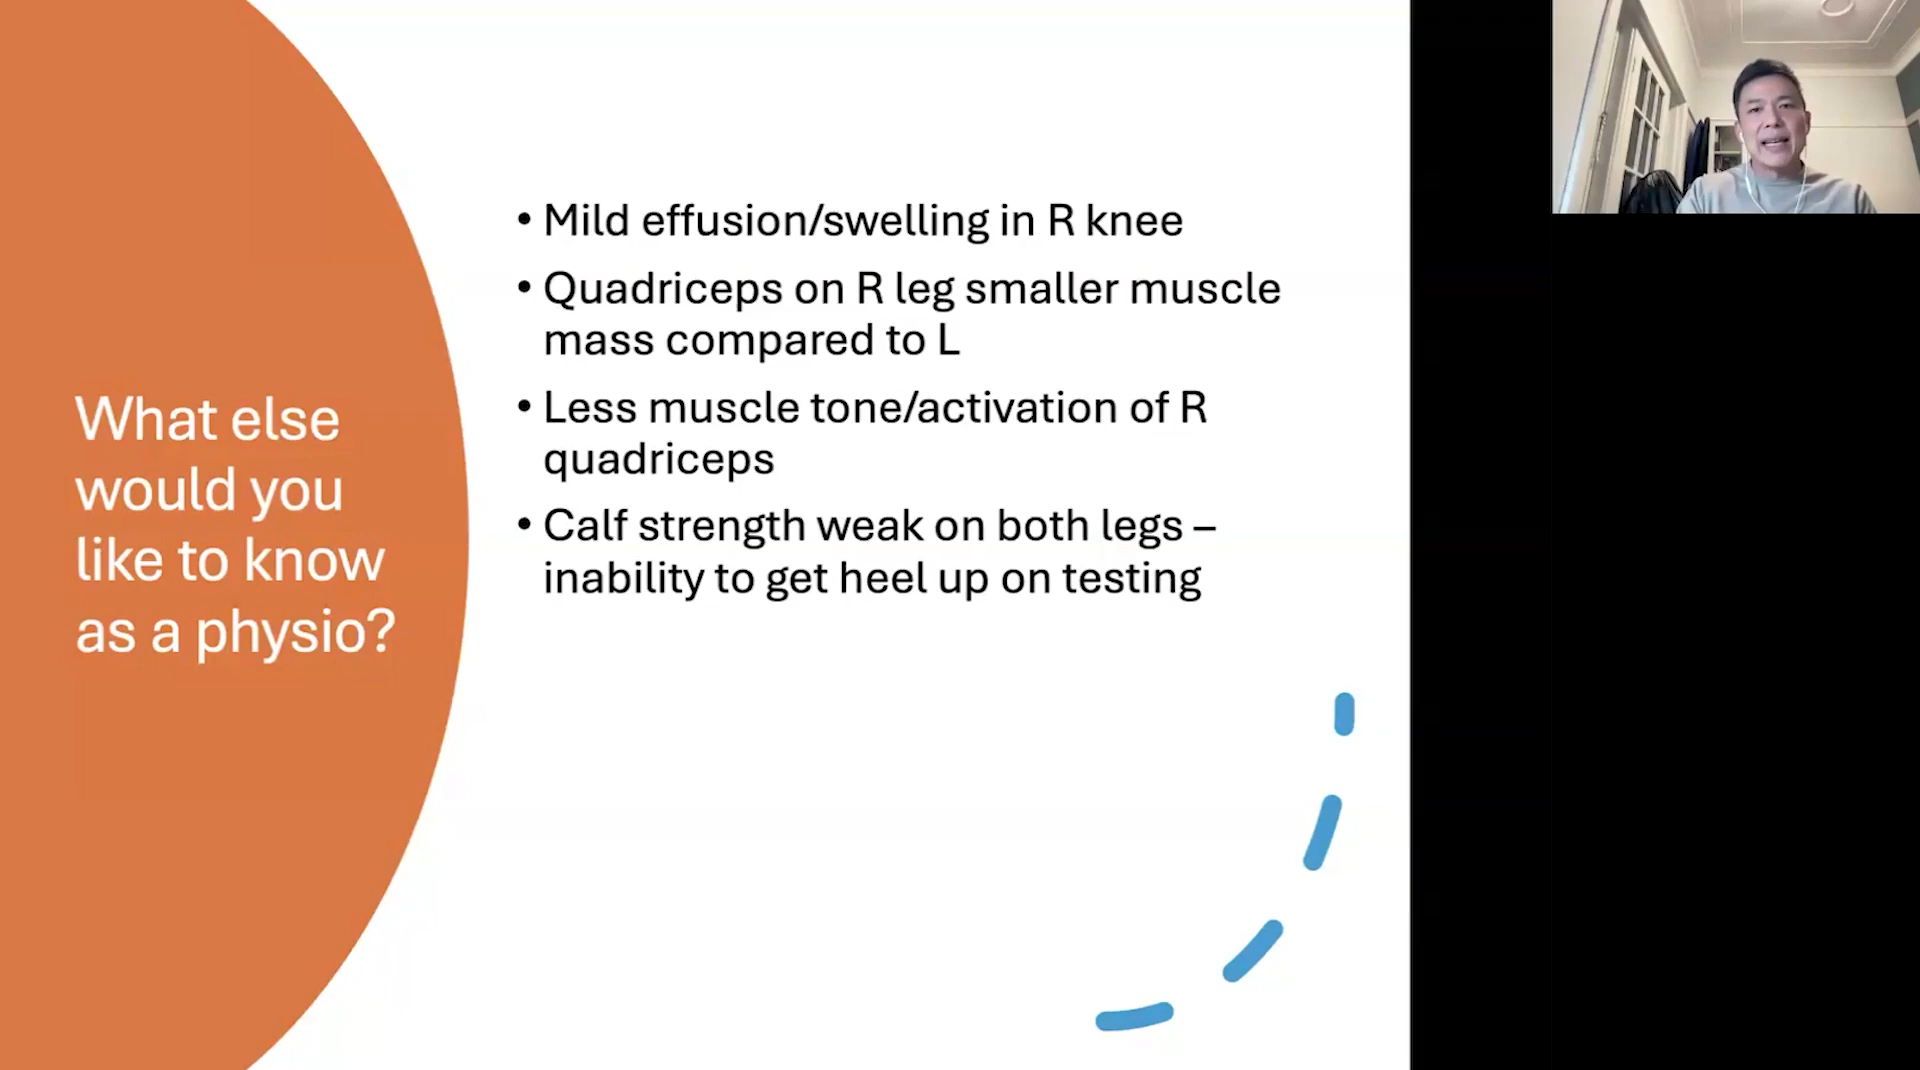 What else
would you
like to know
as a physio?
• Mild effusion/swelling in R knee
• Quadriceps on R leg smaller muscle
mass compared to L
• Less muscle tone/activation of R
quadriceps
• Calf strength weak on both legs –
inability to get heel up on testing